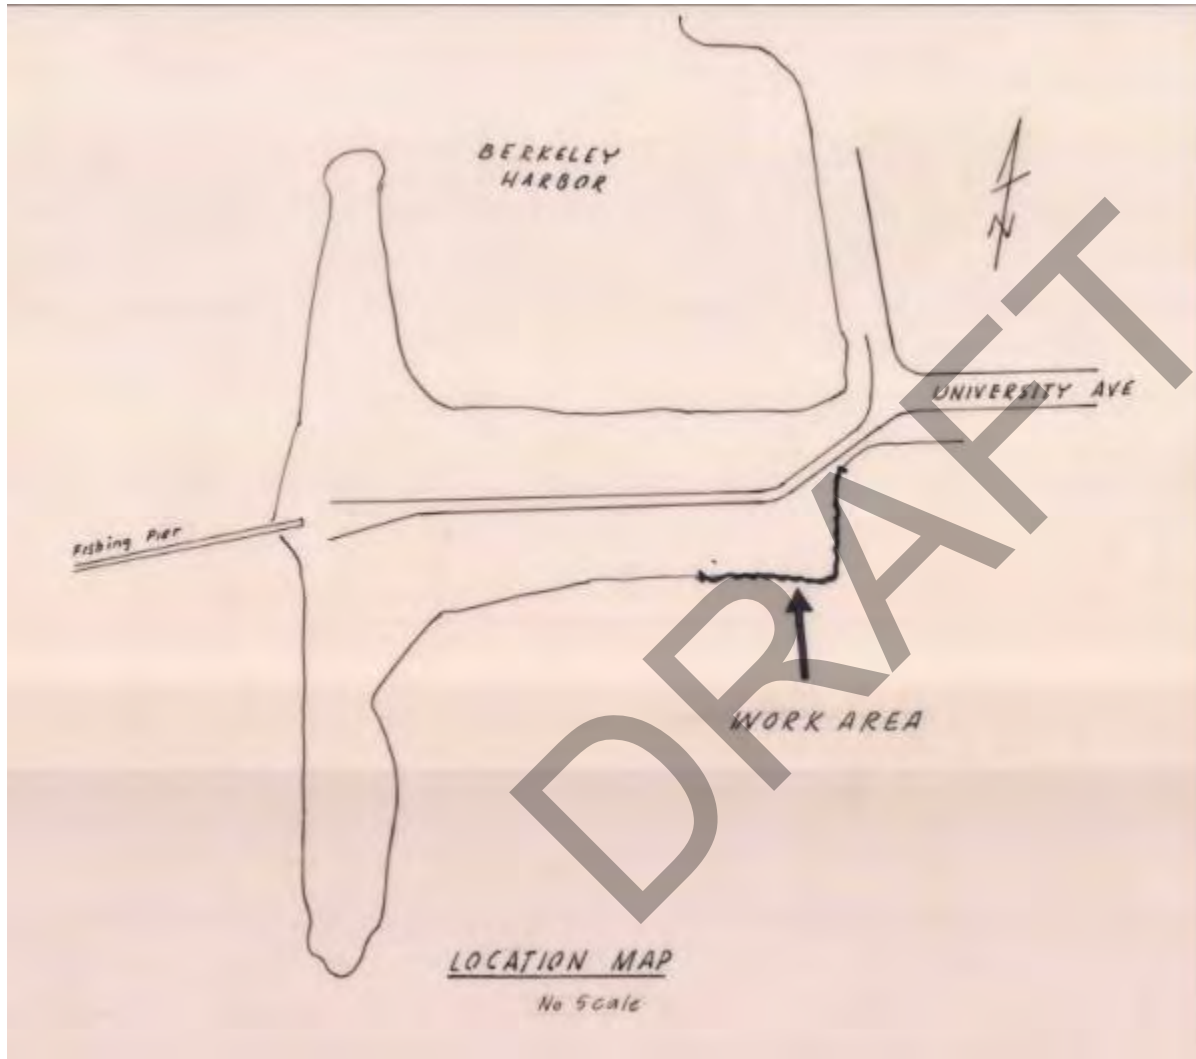 BERKELEY
HARBOR
N
UNIVERSITY AVE
Fishing Pier
WORK AREA
DRAFT
LOCATION MAP
No Scale